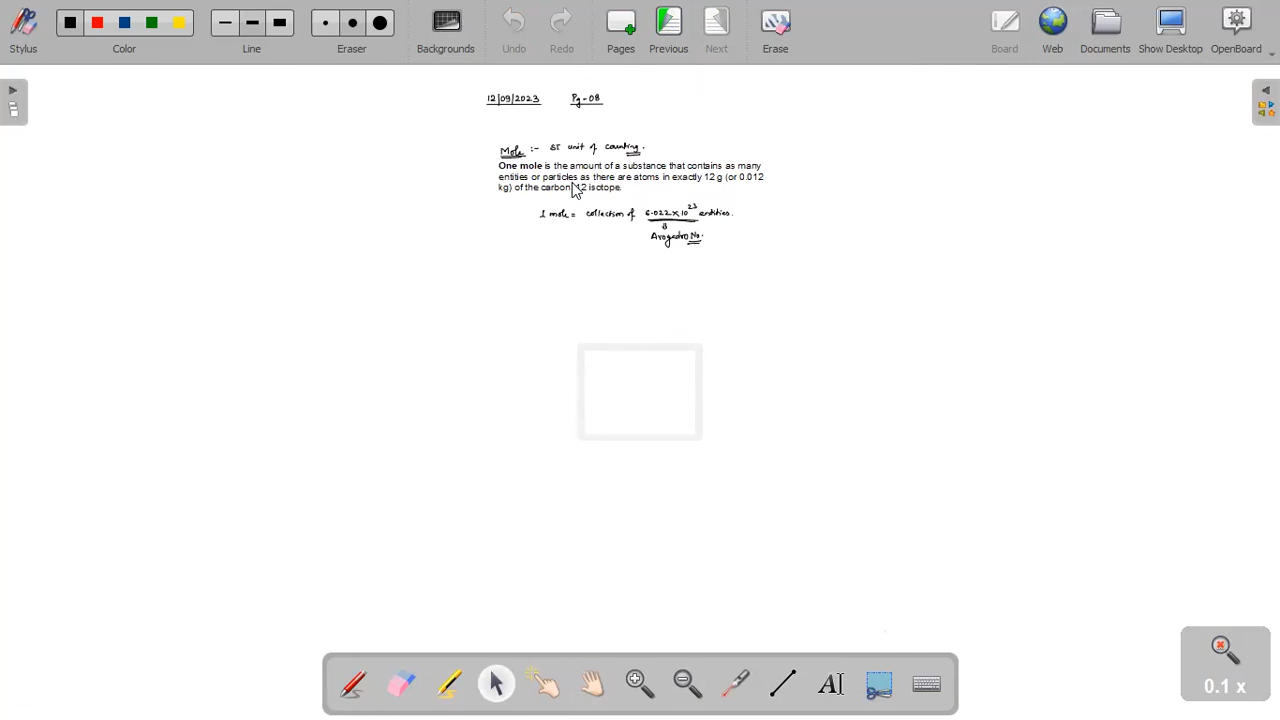 Stylus
Color
Line
Eraser
Backgrounds
Undo
Redo
Pages
Previous
Next
Erase
Board
Web
Documents
Show Desktop
OpenBoard
12/09/2023 Pg-08
Mole :- SI unit of counting.
One mole is the amount of a substance that contains as many
entities or particles as there are atoms in exactly 12 g (or 0.012
kg) of the carbon-12 isotope.
1 mole = collection of 6.022×10²³ entities.
Avogadro No.
0.1 x